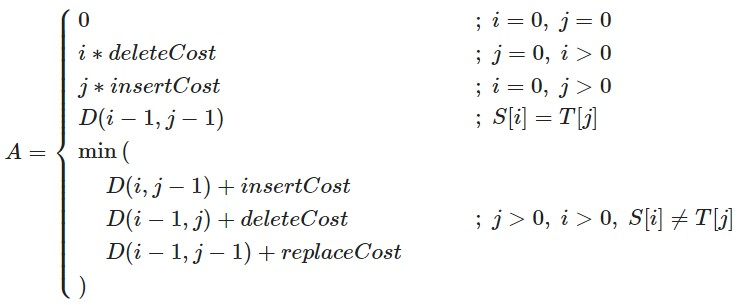 0 ; i = 0, j = 0
i * deleteCost ; j = 0, i > 0
j * insertCost ; i = 0, j > 0
D(i − 1, j − 1) ; S[i] = T[j]
A = { min (
D(i, j − 1) + insertCost
D(i − 1, j) + deleteCost ; j > 0, i > 0, S[i] ≠ T[j]
D(i − 1, j − 1) + replaceCost
)